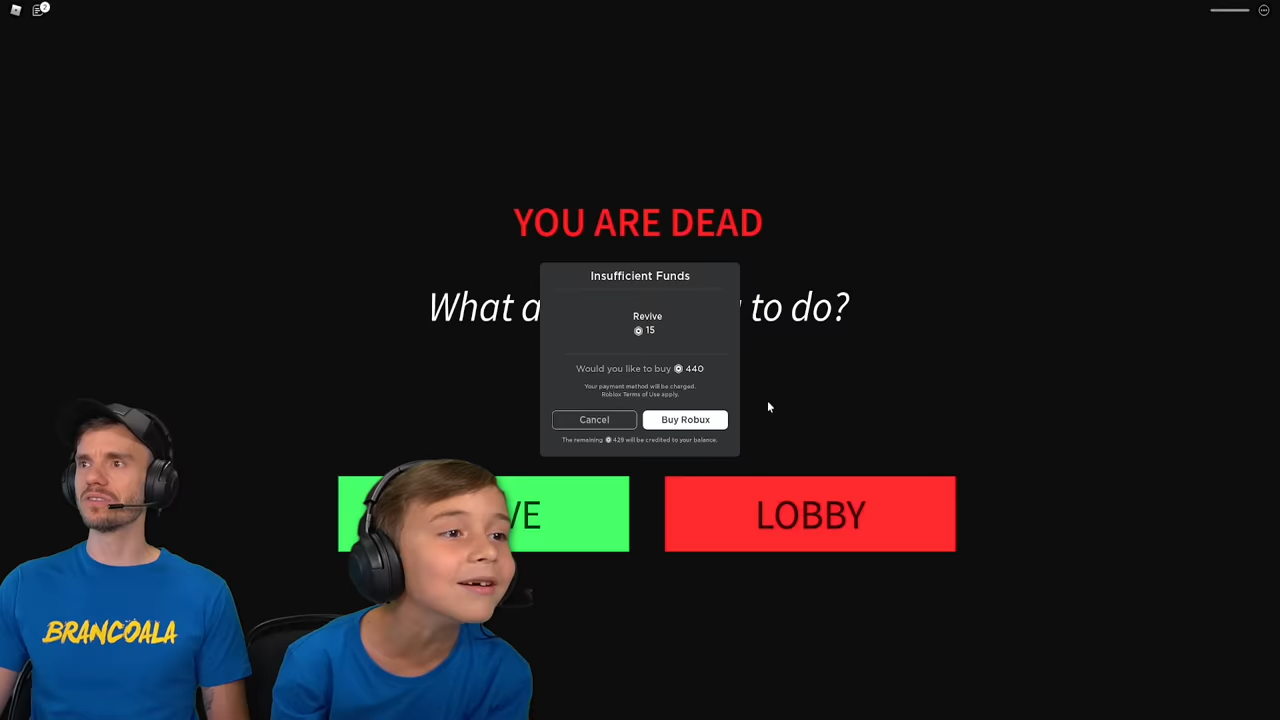 2
YOU ARE DEAD
Insufficient Funds
What a
to do?
Revive
15
Would you like to buy 440
Your payment method will be charged.
Roblox Terms of Use apply.
Cancel
Buy Robux
The remaining 429 will be credited to your balance.
VE
LOBBY
BRANCOALA